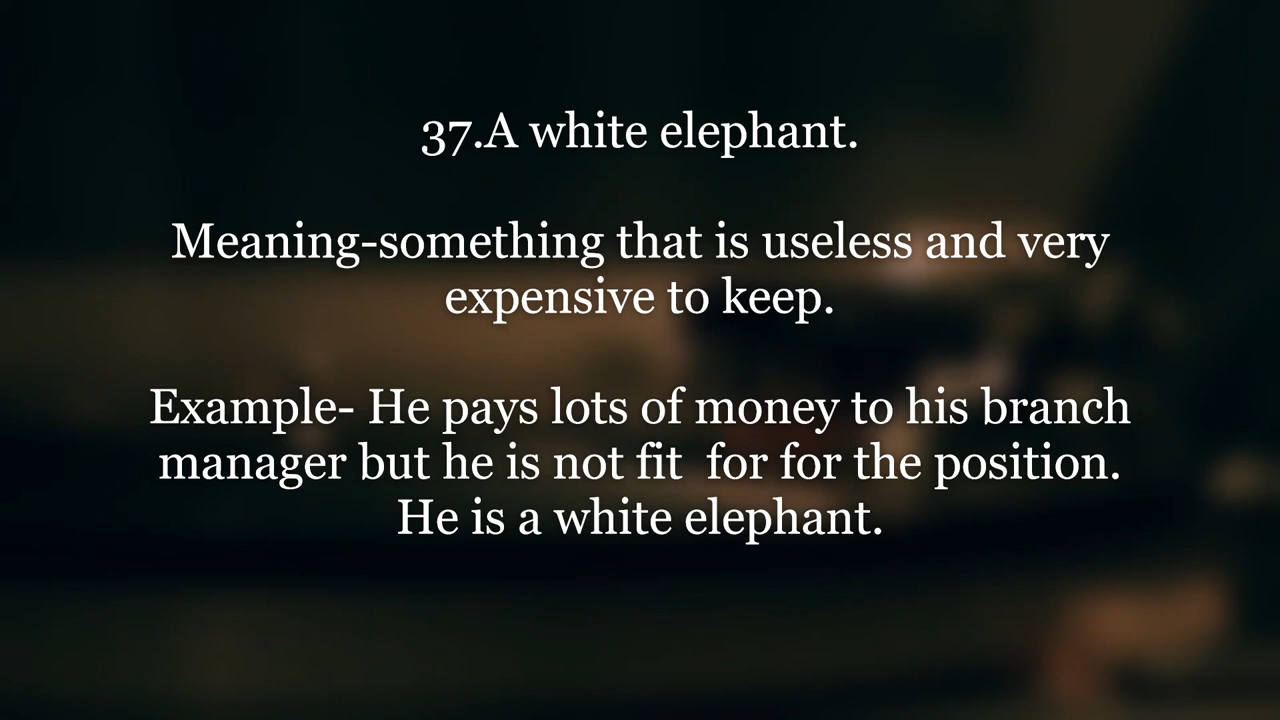 37.A white elephant.
Meaning-something that is useless and very
expensive to keep.
Example- He pays lots of money to his branch
manager but he is not fit  for for the position.
He is a white elephant.